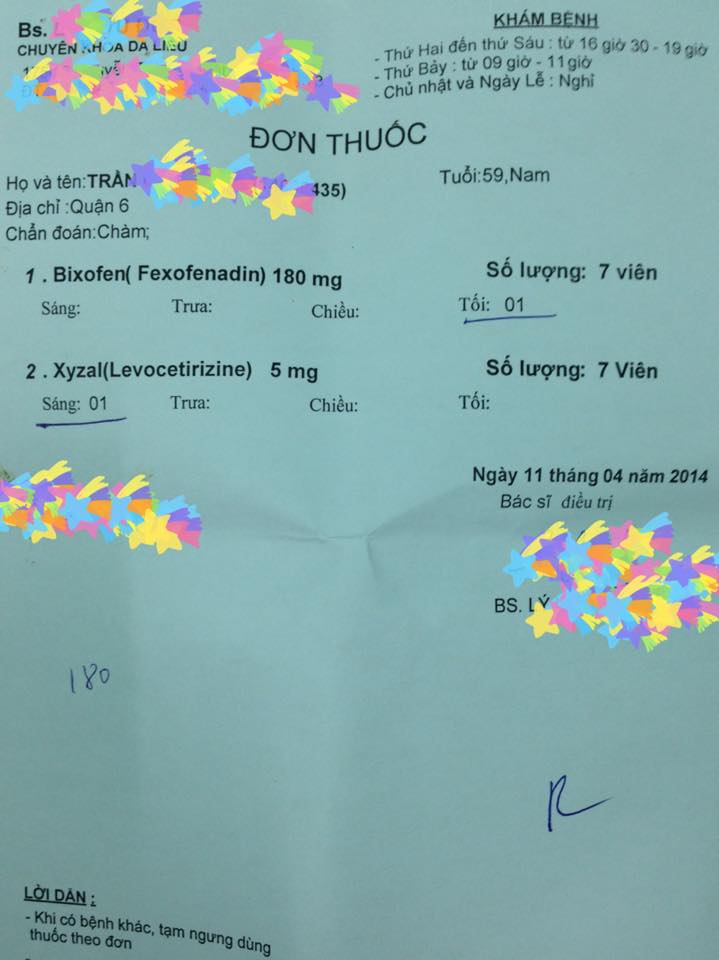 Bs.
CHUYÊN KHOA DA LIỄU
KHÁM BỆNH
- Thứ Hai đến thứ Sáu : từ 16 giờ 30 - 19 giờ
- Thứ Bảy : từ 09 giờ - 11 giờ
- Chủ nhật và Ngày Lễ : Nghỉ
ĐƠN THUỐC
Họ và tên:TRẦN 435) Tuổi:59,Nam
Địa chỉ :Quận 6
Chẩn đoán:Chàm;
1 . Bixofen( Fexofenadin) 180 mg Số lượng: 7 viên
Sáng: Trưa: Chiều: Tối: 01
2 . Xyzal(Levocetirizine) 5 mg Số lượng: 7 Viên
Sáng: 01 Trưa: Chiều: Tối:
Ngày 11 tháng 04 năm 2014
Bác sĩ điều trị
BS. LÝ
180
LỜI DẶN :
- Khi có bệnh khác, tạm ngưng dùng
thuốc theo đơn